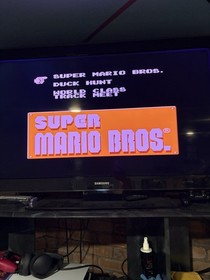 SUPER MARIO BROS.
DUCK HUNT
WORLD CLASS
TRACK MEET
SUPER
MARIO BROS.
SAMSUNG